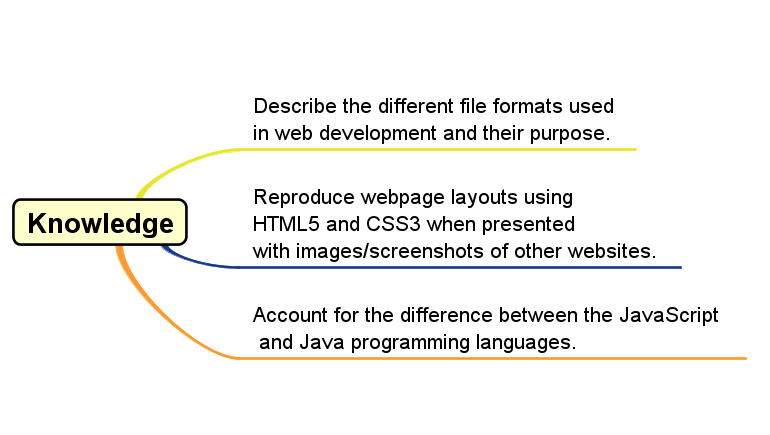 Describe the different file formats used
in web development and their purpose.
Knowledge
Reproduce webpage layouts using
HTML5 and CSS3 when presented
with images/screenshots of other websites.
Account for the difference between the JavaScript
and Java programming languages.